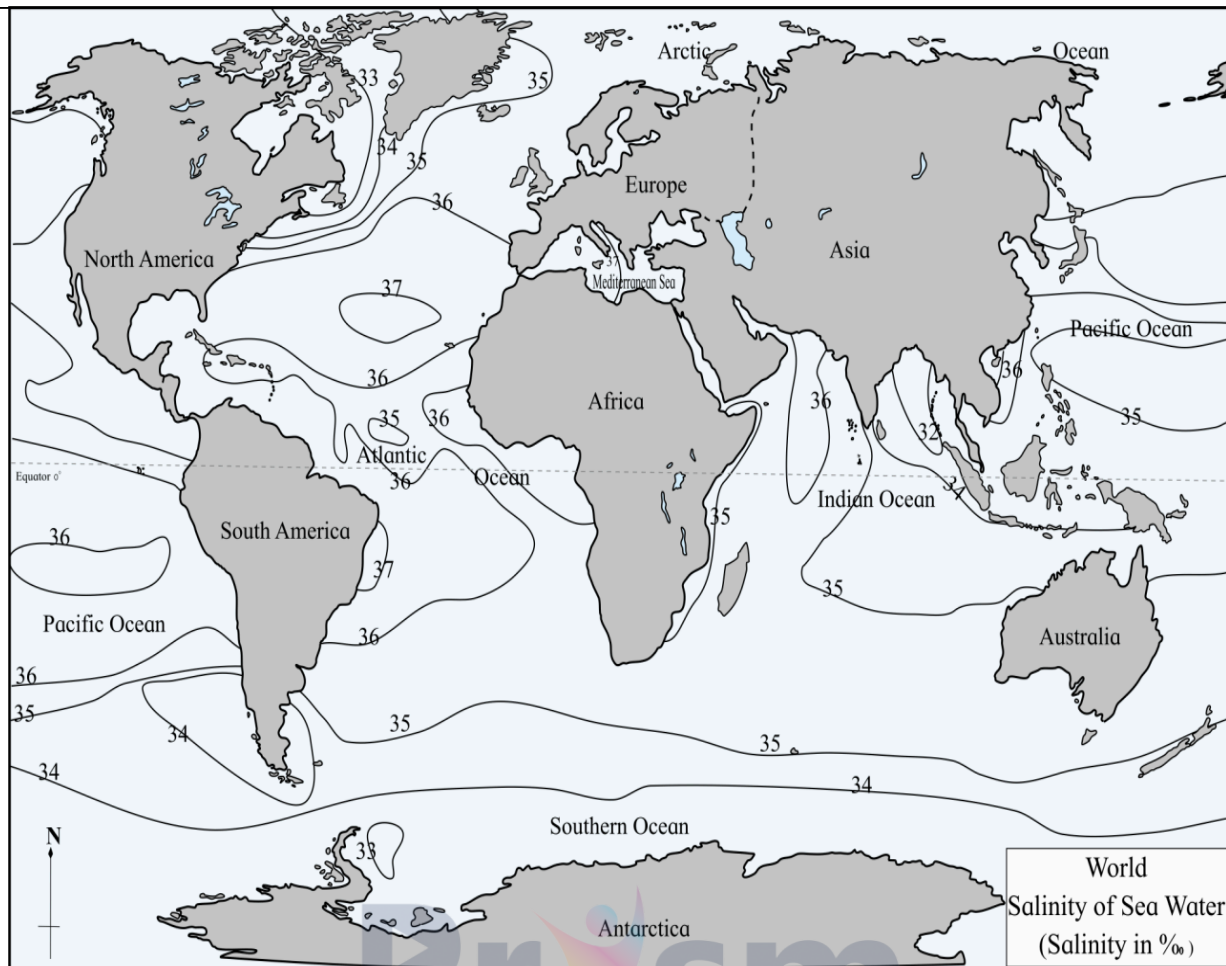 Arctic
Ocean
33
35
34
35
36
Europe
Asia
North America
37
37
Mediterranean Sea
Pacific Ocean
36
36
36
Africa
35
36
35
32
Atlantic
Ocean
36
Equator 0°
34
Indian Ocean
35
South America
36
37
35
Pacific Ocean
36
Australia
36
35
34
35
35
34
34
Southern Ocean
33
N
World
Salinity of Sea Water
(Salinity in ‰)
Antarctica
Prism